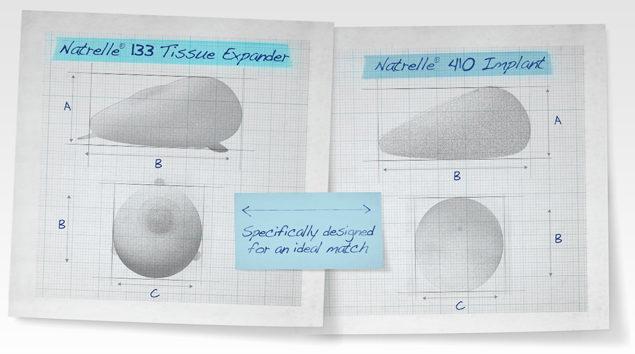 Natrelle® 133 Tissue Expander
A
B
B
C
Natrelle® 410 Implant
A
B
B
C
Specifically designed
for an ideal match